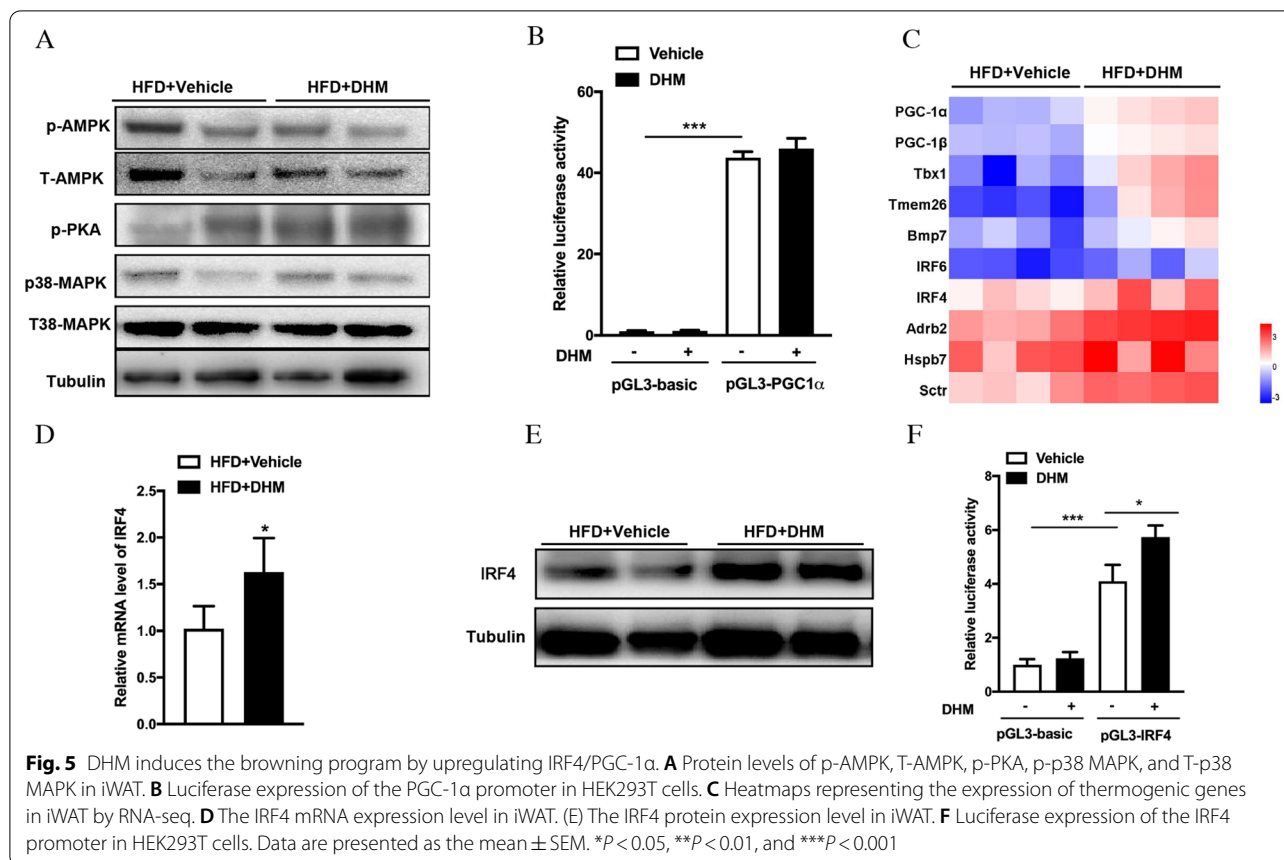 A
HFD+Vehicle HFD+DHM
p-AMPK
T-AMPK
p-PKA
p38-MAPK
T38-MAPK
Tubulin
B
Vehicle
DHM
Relative luciferase activity
60
40
20
0
***
DHM - + - +
pGL3-basic pGL3-PGC1α
C
HFD+Vehicle HFD+DHM
PGC-1α
PGC-1β
Tbx1
Tmem26
Bmp7
IRF6
IRF4
Adrb2
Hspb7
Sctr
3
0
-3
D
HFD+Vehicle
HFD+DHM
Relative mRNA level of IRF4
2.5
2.0
1.5
1.0
0.5
0.0
*
E
HFD+Vehicle HFD+DHM
IRF4
Tubulin
F
Vehicle
DHM
Relative luciferase activity
8
6
4
2
0
***
*
DHM - + - +
pGL3-basic pGL3-IRF4
Fig. 5 DHM induces the browning program by upregulating IRF4/PGC-1α. A Protein levels of p-AMPK, T-AMPK, p-PKA, p-p38 MAPK, and T-p38
MAPK in iWAT. B Luciferase expression of the PGC-1α promoter in HEK293T cells. C Heatmaps representing the expression of thermogenic genes
in iWAT by RNA-seq. D The IRF4 mRNA expression level in iWAT. (E) The IRF4 protein expression level in iWAT. F Luciferase expression of the IRF4
promoter in HEK293T cells. Data are presented as the mean ± SEM. *P < 0.05, **P < 0.01, and ***P < 0.001